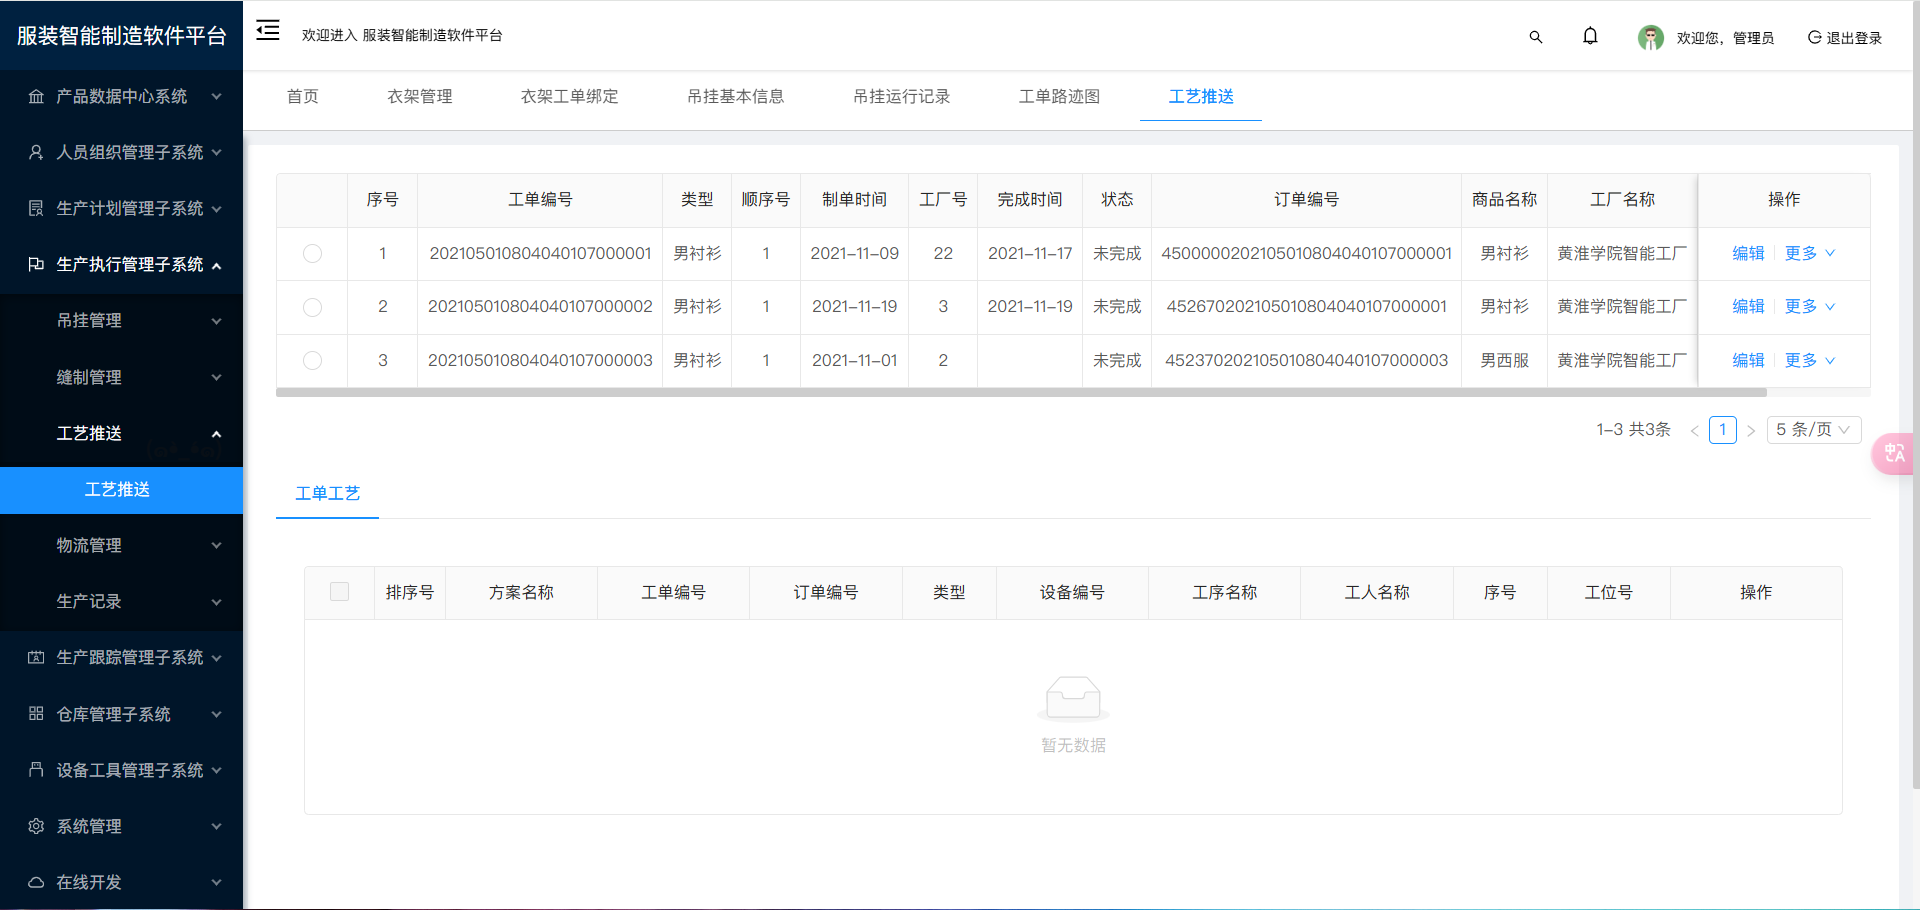 服装智能制造软件平台
欢迎进入 服装智能制造软件平台
欢迎您，管理员
退出登录
产品数据中心系统
人员组织管理子系统
生产计划管理子系统
生产执行管理子系统
吊挂管理
缝制管理
工艺推送
工艺推送
物流管理
生产记录
生产跟踪管理子系统
仓库管理子系统
设备工具管理子系统
系统管理
在线开发
首页 衣架管理 衣架工单绑定 吊挂基本信息 吊挂运行记录 工单路迹图 工艺推送
序号 工单编号 类型 顺序号 制单时间 工厂号 完成时间 状态 订单编号 商品名称 工厂名称 操作
1 2021050108040401070000001 男衬衫 1 2021-11-09 22 2021-11-17 未完成 45000002021050108040401070000​01 男衬衫 黄淮学院智能工厂 编辑 更多
2 2021050108040401070000002 男衬衫 1 2021-11-19 3 2021-11-19 未完成 4526702021050108040401070000​01 男衬衫 黄淮学院智能工厂 编辑 更多
3 2021050108040401070000003 男衬衫 1 2021-11-01 2 未完成 4523702021050108040401070000​03 男西服 黄淮学院智能工厂 编辑 更多
1-3 共3条 < 1 > 5 条/页
工单工艺
排序号 方案名称 工单编号 订单编号 类型 设备编号 工序名称 工人名称 序号 工位号 操作
暂无数据